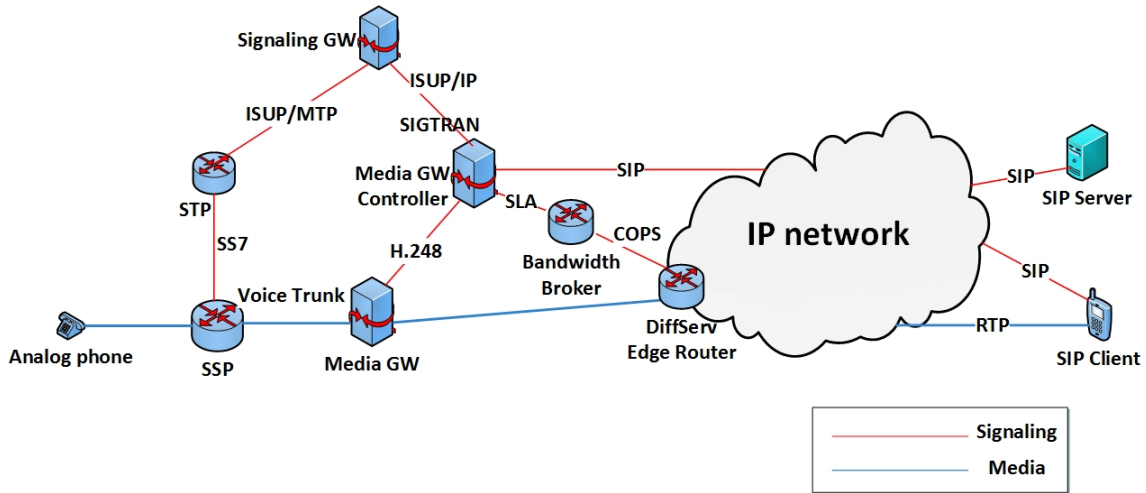 Signaling GW
ISUP/IP
ISUP/MTP
SIGTRAN
Media GW
Controller
SIP
SIP
SIP Server
STP
SLA
SS7
COPS
IP network
H.248
Bandwidth
Broker
SIP
Voice Trunk
DiffServ
Edge Router
RTP
Analog phone
SSP
Media GW
SIP Client
Signaling
Media